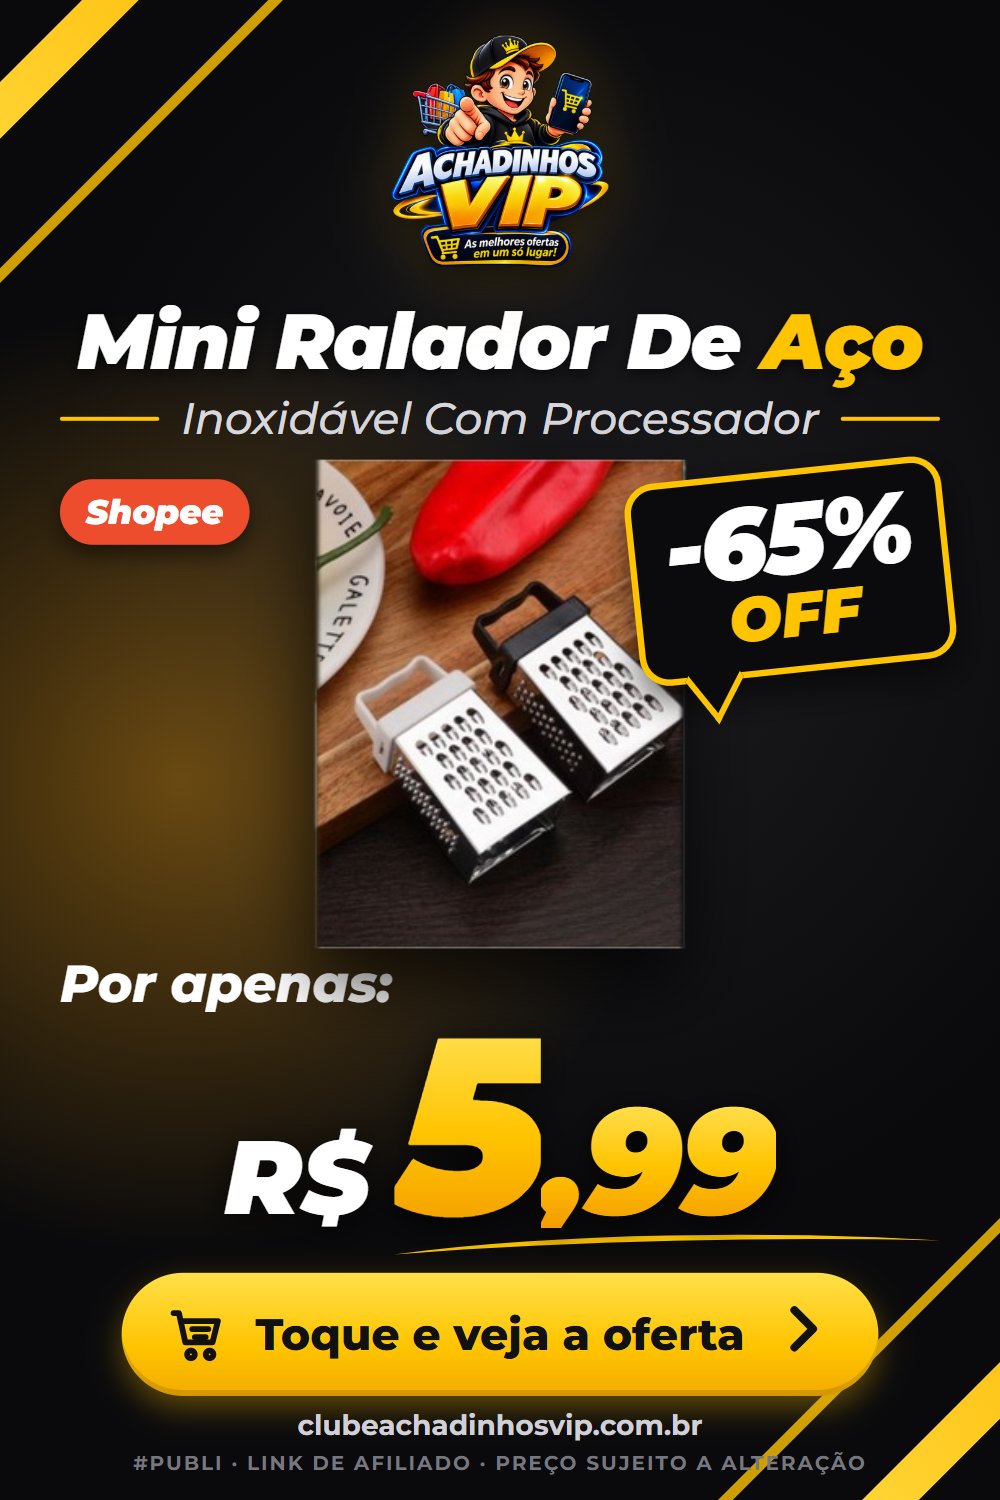 ACHADINHOS
VIP
As melhores ofertas
em um só lugar!
Mini Ralador De Aço
Inoxidável Com Processador
Shopee
-65%
OFF
GALETT
Por apenas:
R$ 5,99
Toque e veja a oferta
clubeachadinhosvip.com.br
#PUBLI · LINK DE AFILIADO · PREÇO SUJEITO A ALTERAÇÃO